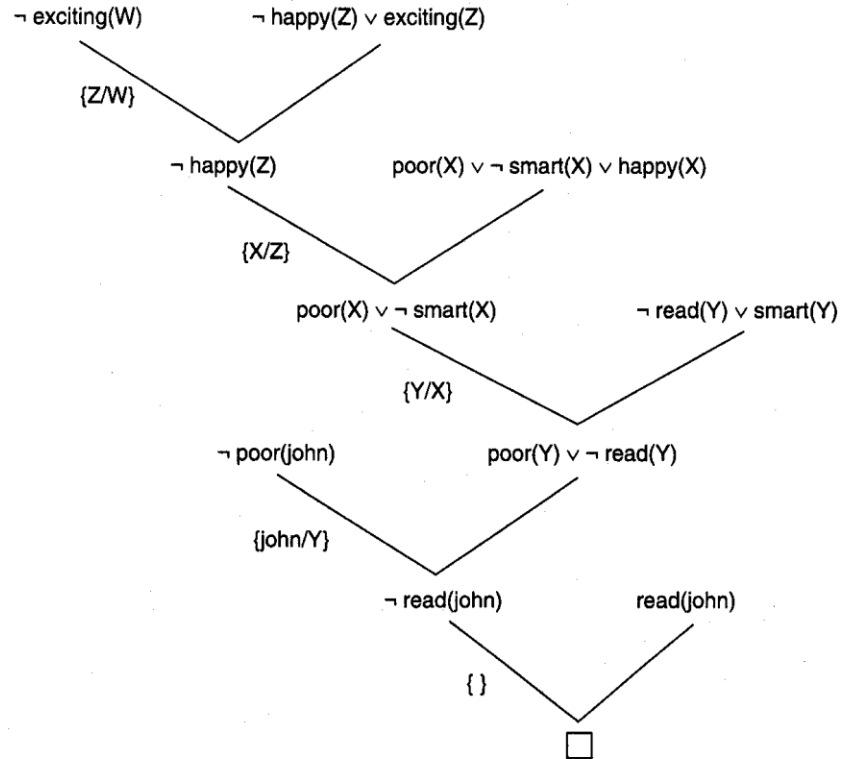 ¬ exciting(W) ¬ happy(Z) ∨ exciting(Z)
{Z/W}
¬ happy(Z) poor(X) ∨ ¬ smart(X) ∨ happy(X)
{X/Z}
poor(X) ∨ ¬ smart(X) ¬ read(Y) ∨ smart(Y)
{Y/X}
¬ poor(john) poor(Y) ∨ ¬ read(Y)
{john/Y}
¬ read(john) read(john)
{ }